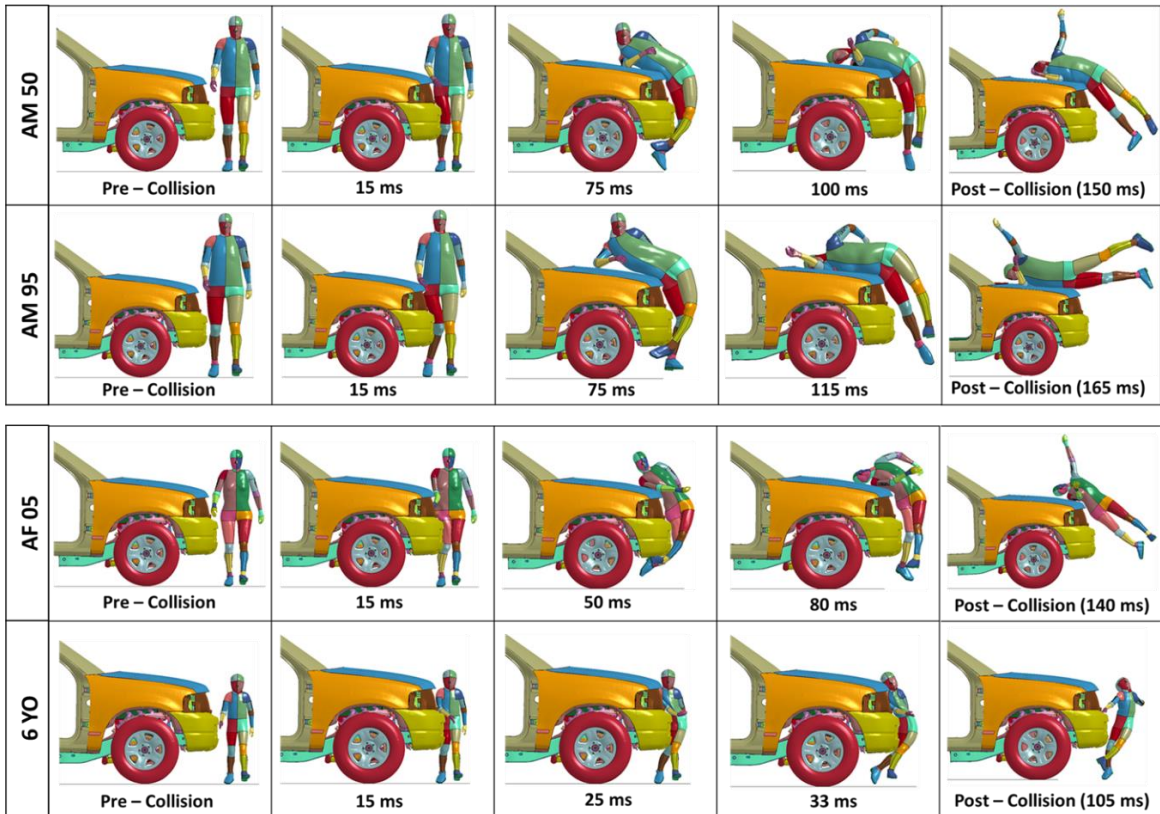 AM 50
Pre – Collision
15 ms
75 ms
100 ms
Post – Collision (150 ms)
AM 95
Pre – Collision
15 ms
75 ms
115 ms
Post – Collision (165 ms)
AF 05
Pre – Collision
15 ms
50 ms
80 ms
Post – Collision (140 ms)
6 YO
Pre – Collision
15 ms
25 ms
33 ms
Post – Collision (105 ms)